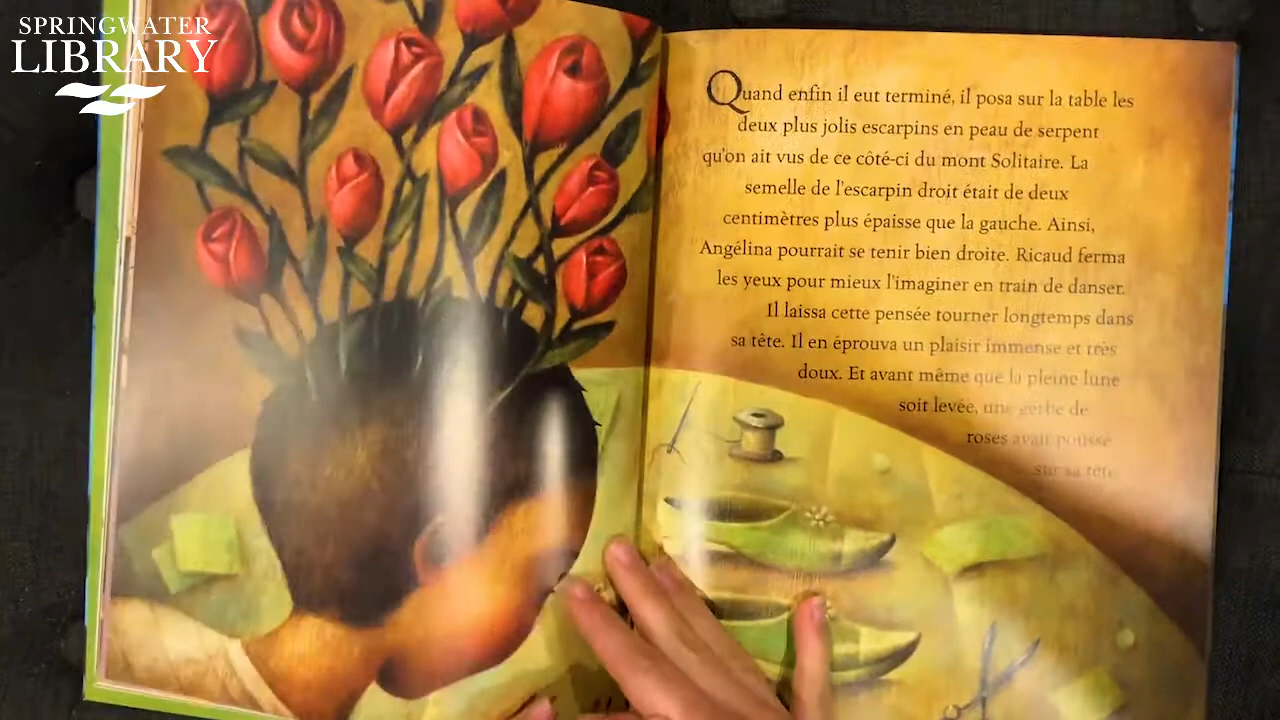 SPRINGWATER
LIBRARY
Quand enfin il eut terminé, il posa sur la table les
deux plus jolis escarpins en peau de serpent
qu'on ait vus de ce côté-ci du mont Solitaire. La
semelle de l'escarpin droit était de deux
centimètres plus épaisse que la gauche. Ainsi,
Angélina pourrait se tenir bien droite. Ricaud ferma
les yeux pour mieux l'imaginer en train de danser.
Il laissa cette pensée tourner longtemps dans
sa tête. Il en éprouva un plaisir immense et très
doux. Et avant même que la pleine lune
soit levée, une gerbe de
roses avait poussé
sur sa tête.